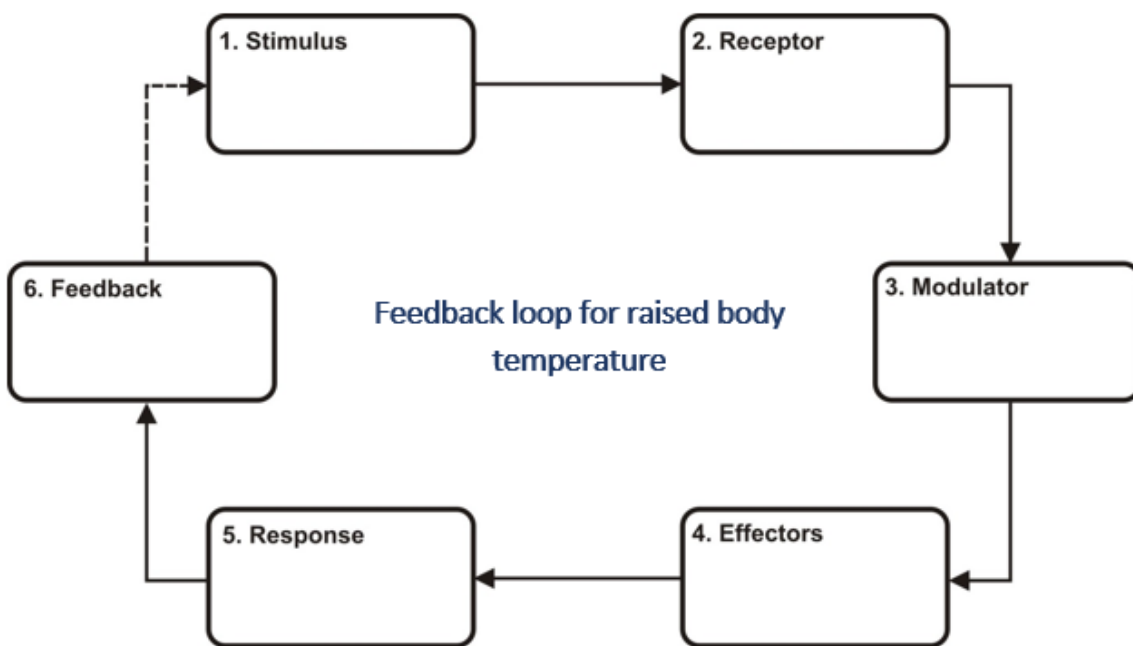 1. Stimulus
2. Receptor
6. Feedback
3. Modulator
Feedback loop for raised body
temperature
5. Response
4. Effectors